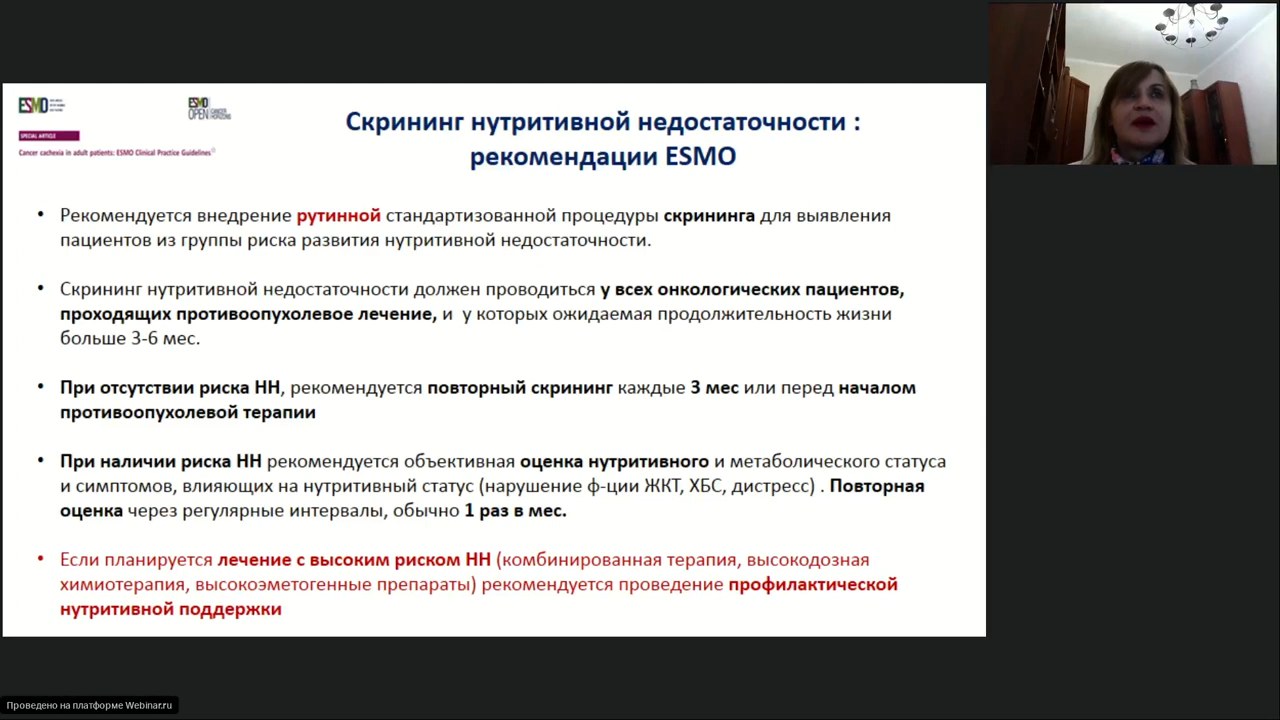 ESMO
ESMO
OPEN CANCER HORIZONS
SPECIAL ARTICLE
Cancer cachexia in adult patients: ESMO Clinical Practice Guidelines
Скрининг нутритивной недостаточности :
рекомендации ESMO
• Рекомендуется внедрение рутинной стандартизованной процедуры скрининга для выявления
пациентов из группы риска развития нутритивной недостаточности.
• Скрининг нутритивной недостаточности должен проводиться у всех онкологических пациентов,
проходящих противоопухолевое лечение, и у которых ожидаемая продолжительность жизни
больше 3-6 мес.
• При отсутствии риска НН, рекомендуется повторный скрининг каждые 3 мес или перед началом
противоопухолевой терапии
• При наличии риска НН рекомендуется объективная оценка нутритивного и метаболического статуса
и симптомов, влияющих на нутритивный статус (нарушение ф-ции ЖКТ, ХБС, дистресс) . Повторная
оценка через регулярные интервалы, обычно 1 раз в мес.
• Если планируется лечение с высоким риском НН (комбинированная терапия, высокодозная
химиотерапия, высокоэметогенные препараты) рекомендуется проведение профилактической
нутритивной поддержки
Проведено на платформе Webinar.ru